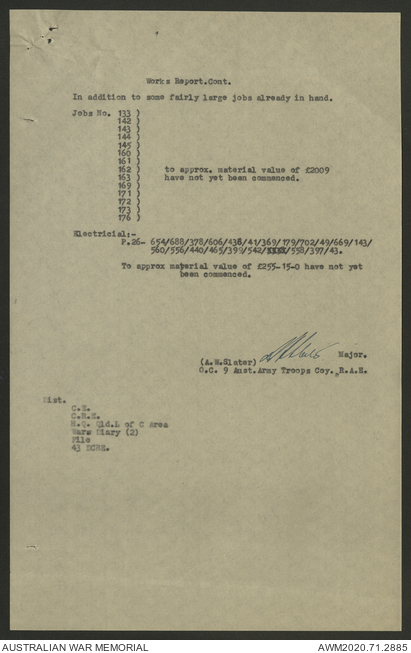 Works Report.Cont.
In addition to some fairly large jobs already in hand.
Jobs No. 133 )
142 )
143 )
144 )
145 )
160 )
161 )
162 ) to approx. material value of £2009
163 ) have not yet been commenced.
169 )
171 )
172 )
173 )
176 )
Electricial:-
P.26- 654/688/378/606/438/41/369/179/702/49/669/143/
560/556/440/465/399/542/XXXX/558/397/43.
To approx material value of £255-15-0 have not yet
been commenced.
(A.W.Slater) Major.
O.C. 9 Aust.Army Troops Coy. R.A.E.
Dist.
C.E.
C.R.E.
H.Q. Qld.L of C Area
Wars Diary (2)
File
43 DCRE.
AUSTRALIAN WAR MEMORIAL
AWM2020.71.2885